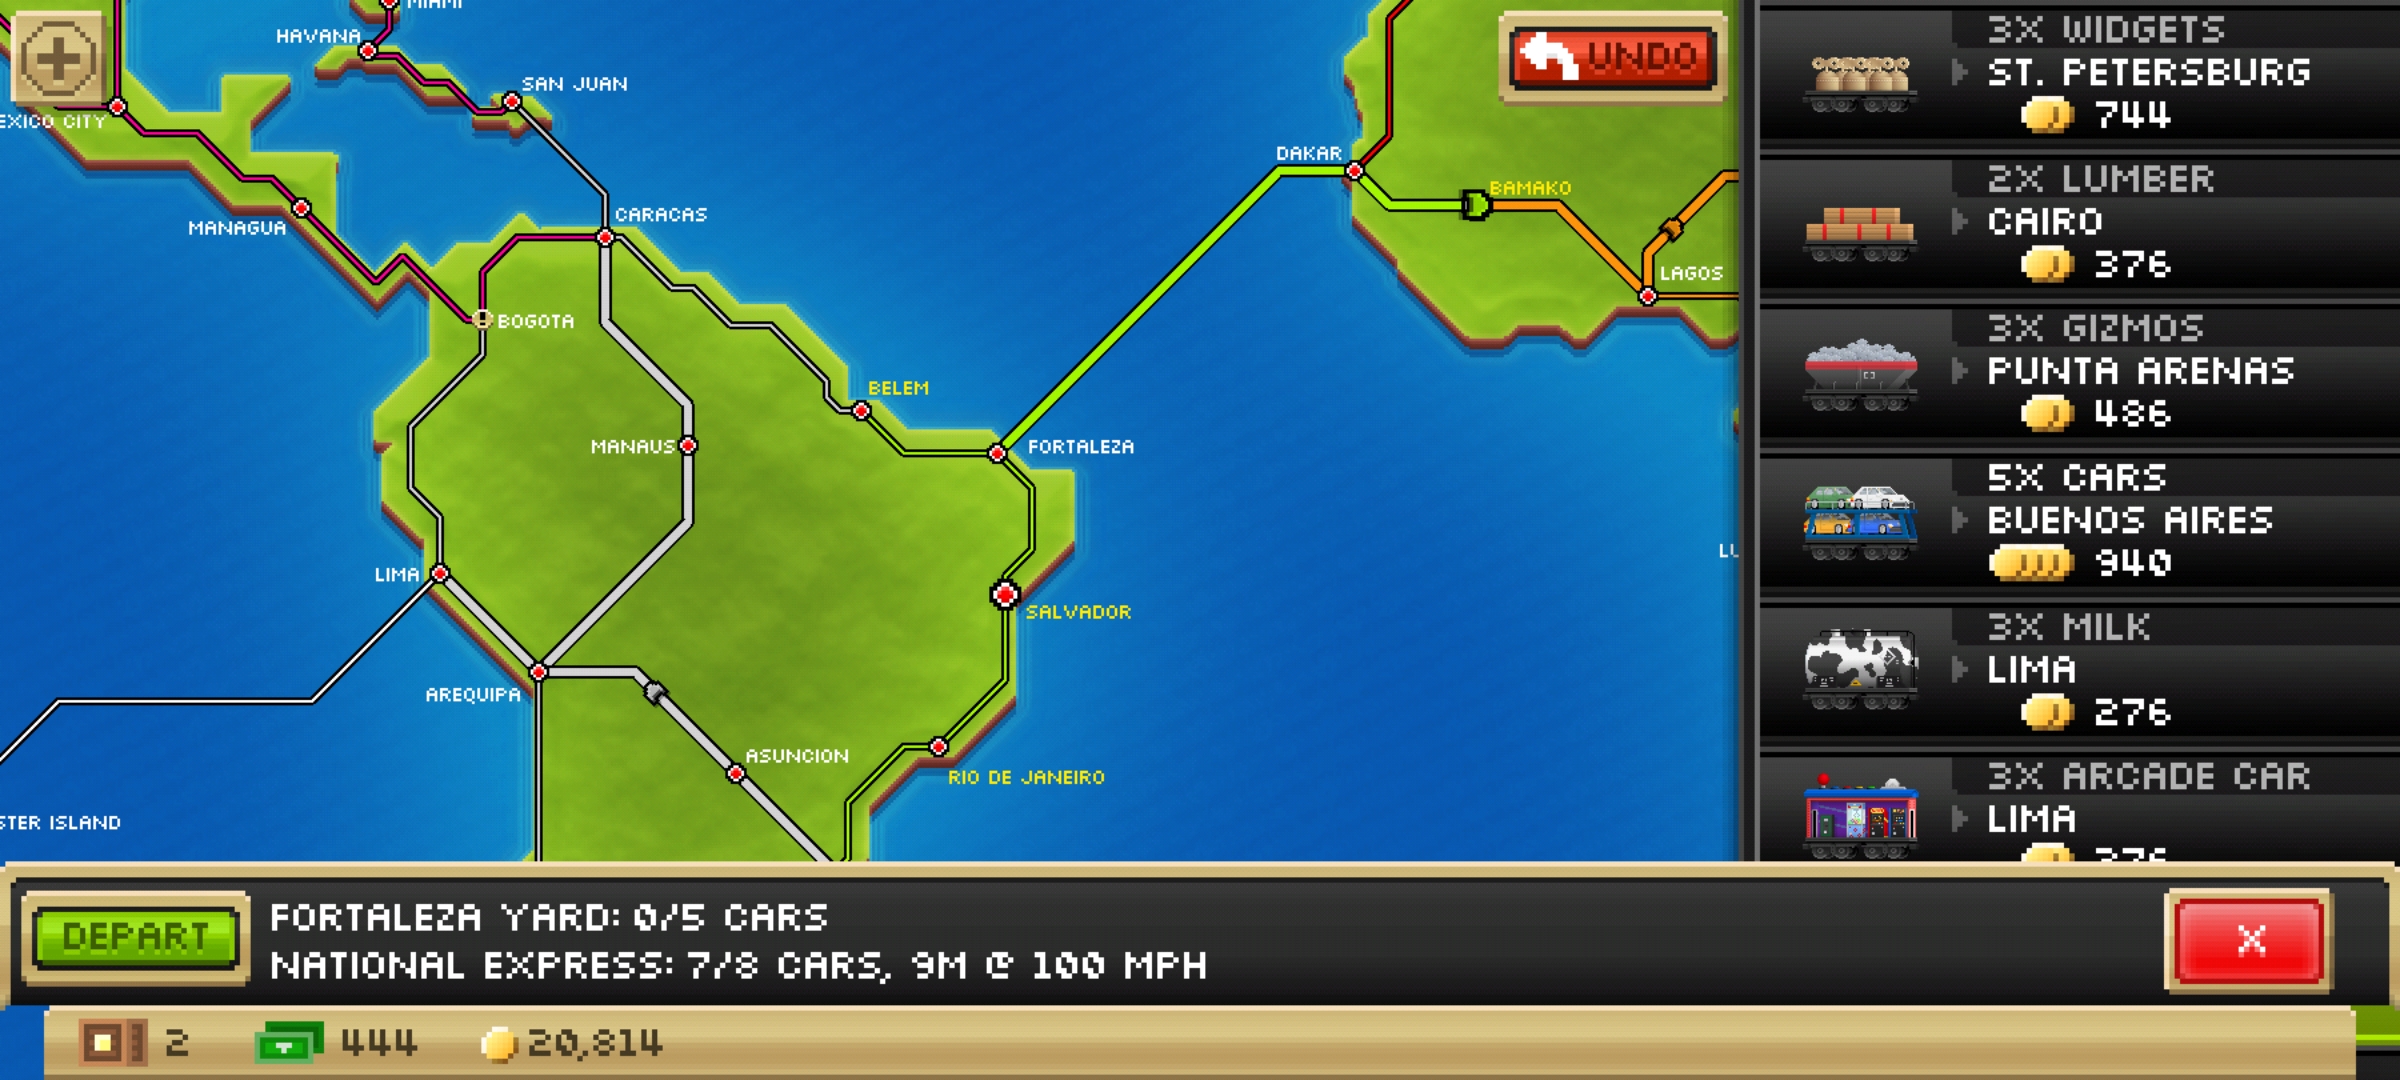 MIAMI
HAVANA
SAN JUAN
EXICO CITY
MANAGUA
CARACAS
BOGOTA
BELEM
MANAUS
FORTALEZA
LIMA
SALVADOR
AREQUIPA
ASUNCION
RIO DE JANEIRO
STER ISLAND
DAKAR
BAMAKO
LAGOS
LU
UNDO
3X WIDGETS
ST. PETERSBURG
744
2X LUMBER
CAIRO
376
3X GIZMOS
PUNTA ARENAS
486
5X CARS
BUENOS AIRES
940
3X MILK
LIMA
276
3X ARCADE CAR
LIMA
276
DEPART
FORTALEZA YARD: 0/5 CARS
NATIONAL EXPRESS: 7/8 CARS, 9M @ 100 MPH
X
2
444
20,814